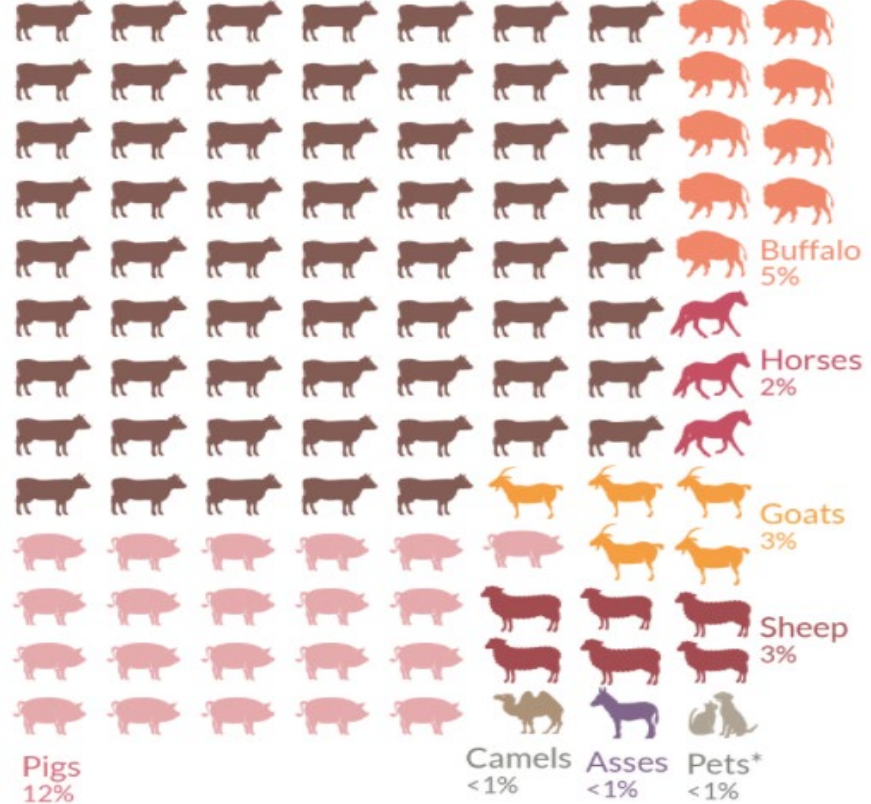 Buffalo
5%
Horses
2%
Goats
3%
Sheep
3%
Pigs
12%
Camels
<1%
Asses
<1%
Pets*
<1%